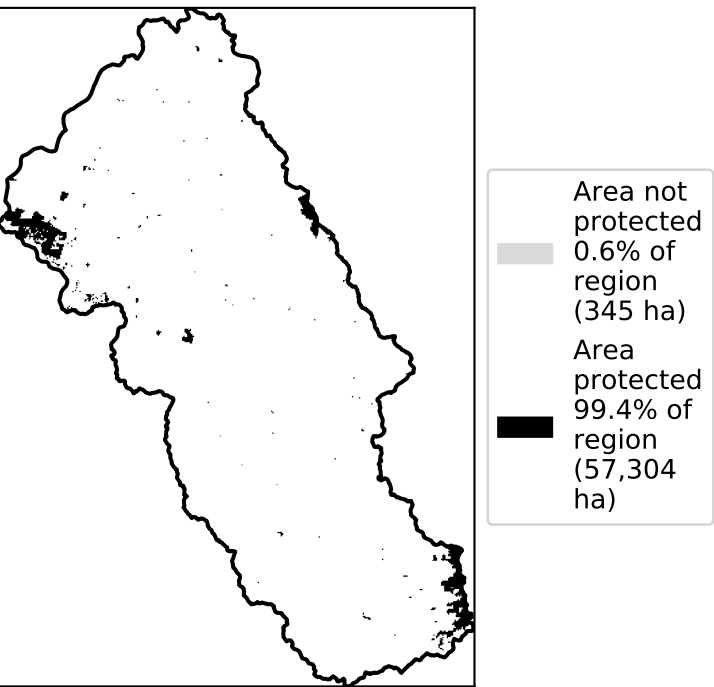 Area not
protected
0.6% of
region
(345 ha)
Area
protected
99.4% of
region
(57,304
ha)